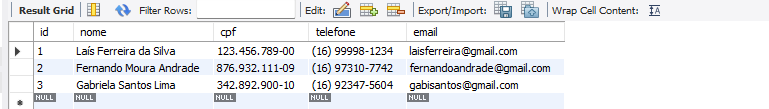 Result Grid Filter Rows: Edit: Export/Import: Wrap Cell Content:
id nome cpf telefone email
1 Laís Ferreira da Silva 123.456.789-00 (16) 99998-1234 laisferreira@gmail.com
2 Fernando Moura Andrade 876.932.111-09 (16) 97310-7742 fernandoandrade@gmail.com
3 Gabriela Santos Lima 342.892.900-10 (16) 92347-5604 gabisantos@gmail.com
NULL NULL NULL NULL NULL